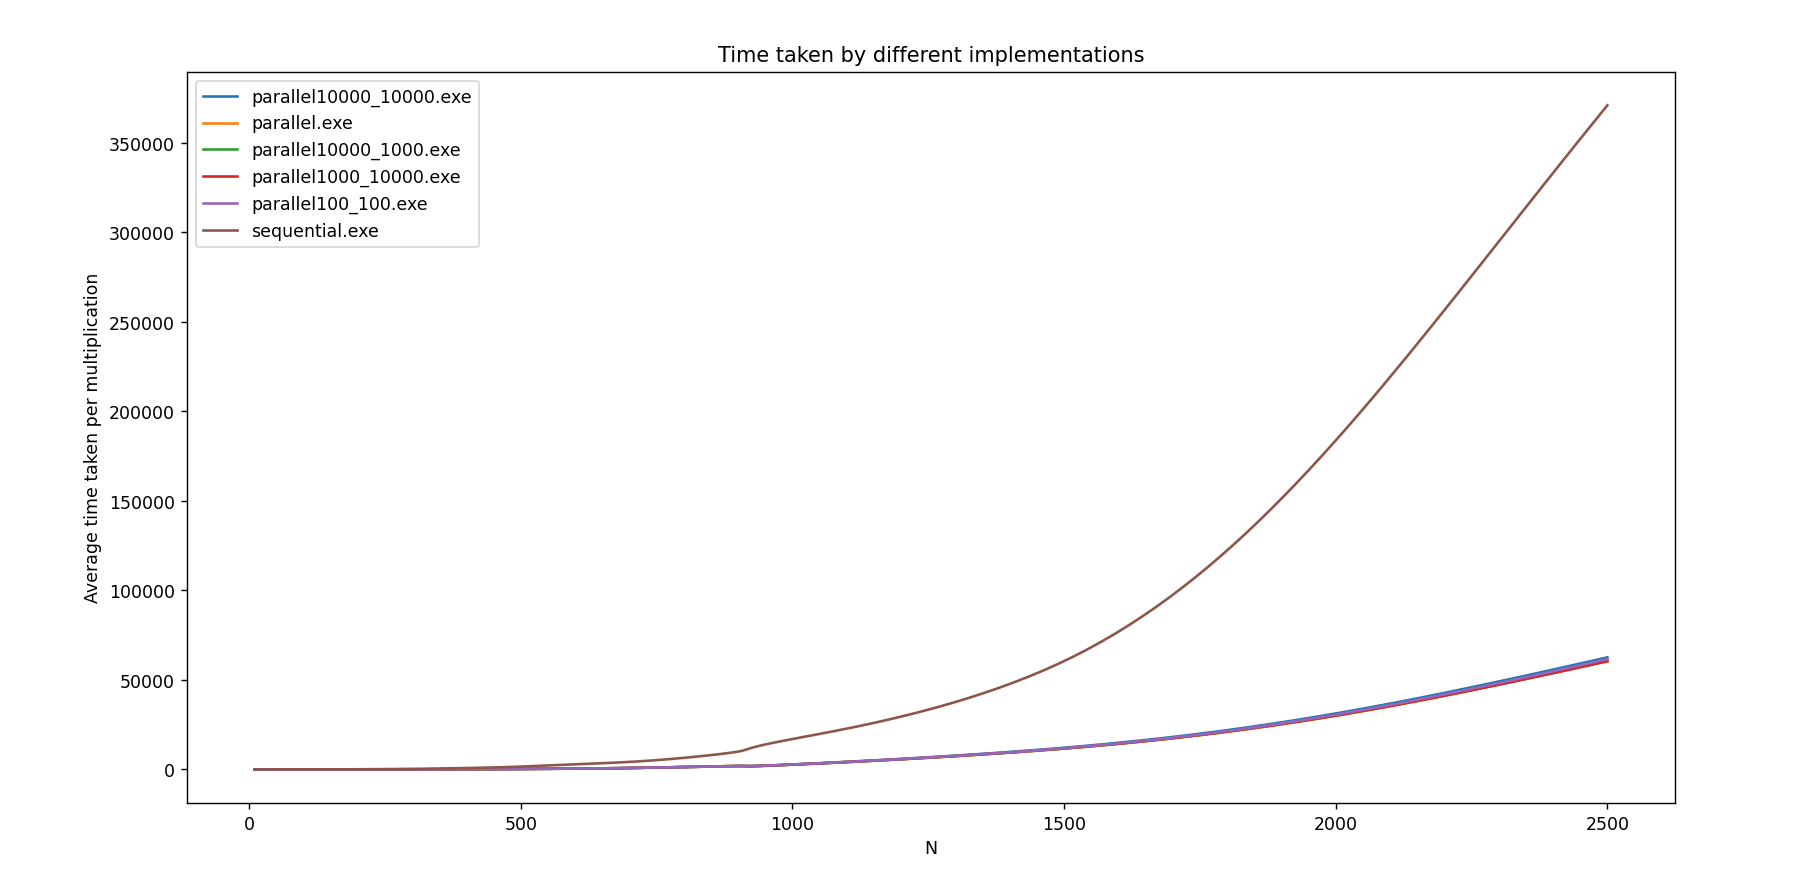 Time taken by different implementations
parallel10000_10000.exe
parallel.exe
parallel10000_1000.exe
parallel1000_10000.exe
parallel100_100.exe
sequential.exe
Average time taken per multiplication
350000
300000
250000
200000
150000
100000
50000
0
0 500 1000 1500 2000 2500
N